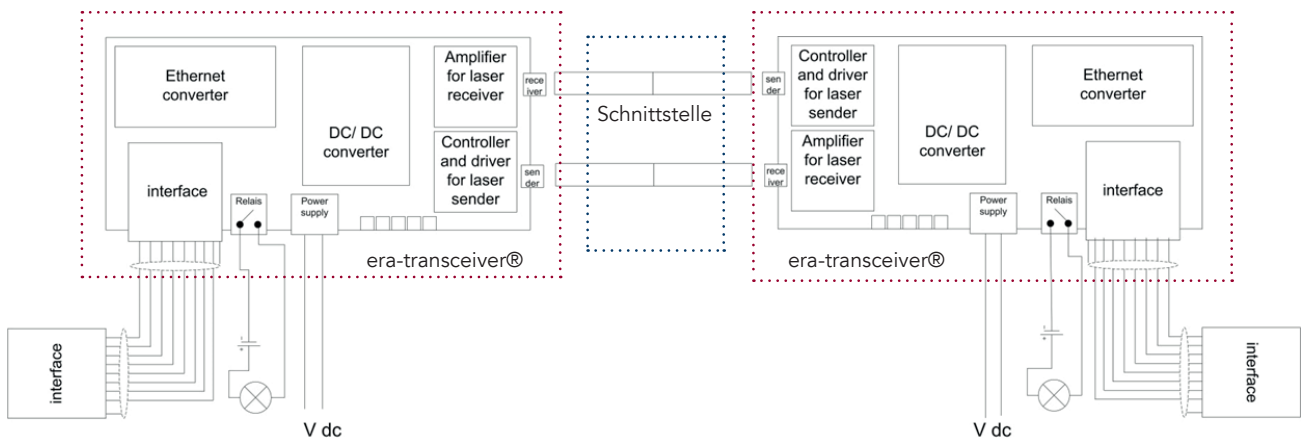 Ethernet
converter
DC/ DC
converter
Amplifier
for laser
receiver
rece
iver
Controller
and driver
for laser
sender
sen
der
interface
Relais
Power
supply
era-transceiver®
interface
V dc
Schnittstelle
sen
der
Controller
and driver
for laser
sender
rece
iver
Amplifier
for laser
receiver
DC/ DC
converter
Ethernet
converter
interface
Power
supply
Relais
era-transceiver®
interface
V dc